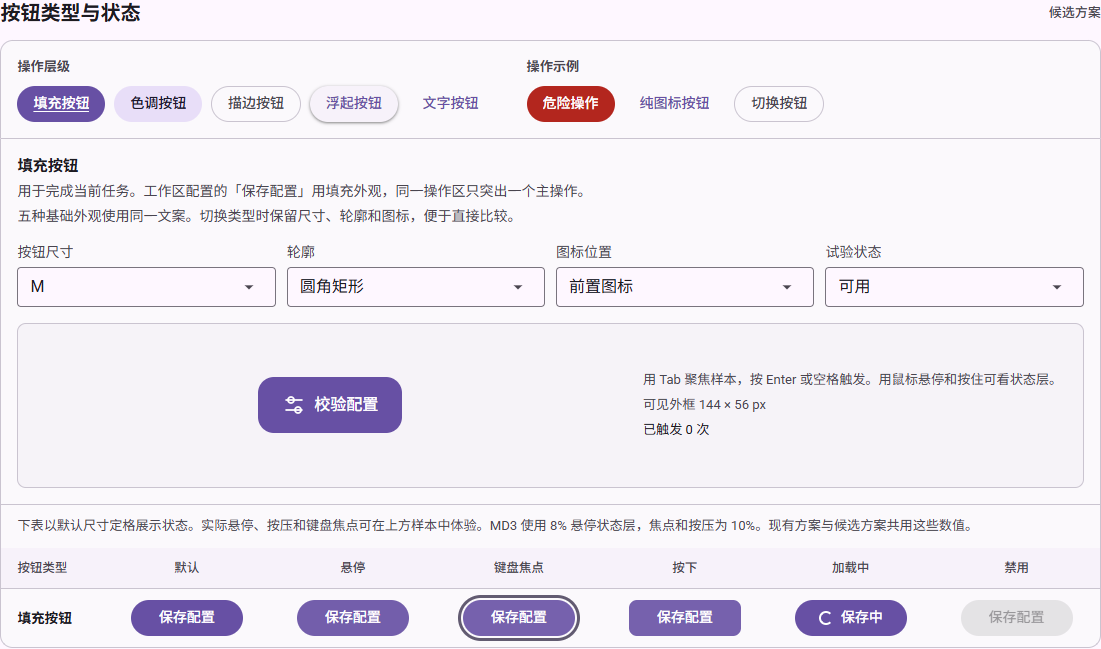 按钮类型与状态
候选方案
操作层级
操作示例
填充按钮 色调按钮 描边按钮 浮起按钮 文字按钮 危险操作 纯图标按钮 切换按钮
填充按钮
用于完成当前任务。工作区配置的「保存配置」用填充外观，同一操作区只突出一个主操作。
五种基础外观使用同一文案。切换类型时保留尺寸、轮廓和图标，便于直接比较。
按钮尺寸 轮廓 图标位置 试验状态
M 圆角矩形 前置图标 可用
校验配置
用 Tab 聚焦样本，按 Enter 或空格触发。用鼠标悬停和按住可看状态层。
可见外框 144 × 56 px
已触发 0 次
下表以默认尺寸定格展示状态。实际悬停、按压和键盘焦点可在上方样本中体验。MD3 使用 8% 悬停状态层，焦点和按压为 10%。现有方案与候选方案共用这些数值。
按钮类型 默认 悬停 键盘焦点 按下 加载中 禁用
填充按钮 保存配置 保存配置 保存配置 保存配置 保存中 保存配置